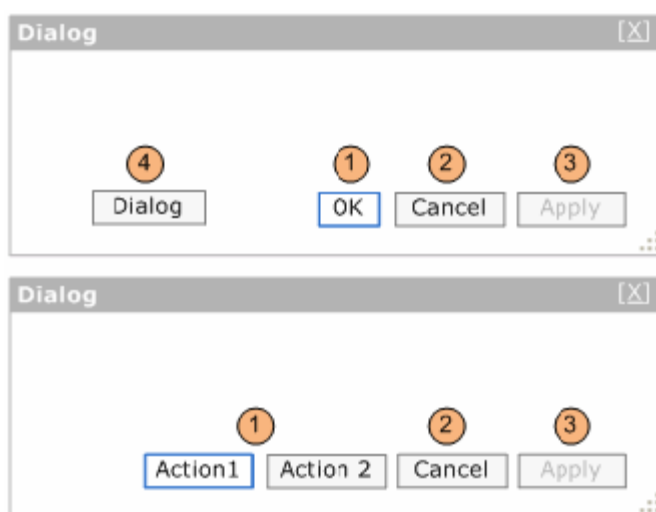 Dialog [X]
4 1 2 3
Dialog OK Cancel Apply
Dialog [X]
1 2 3
Action1 Action 2 Cancel Apply